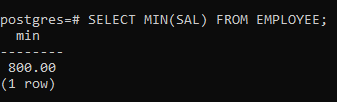 postgres=# SELECT MIN(SAL) FROM EMPLOYEE;
  min
--------
 800.00
(1 row)